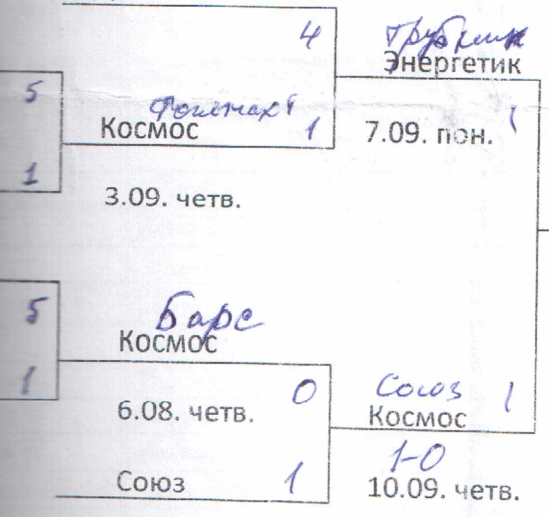 4
Трубник
Энергетик
5
Космос 1
7.09. пон.
1
3.09. четв.
5
Барс
Космос
1
0
Союз 1
Космос
6.08. четв.
1-0
Союз 1
10.09. четв.